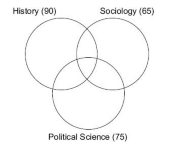 History (90)
Sociology (65)
Political Science (75)